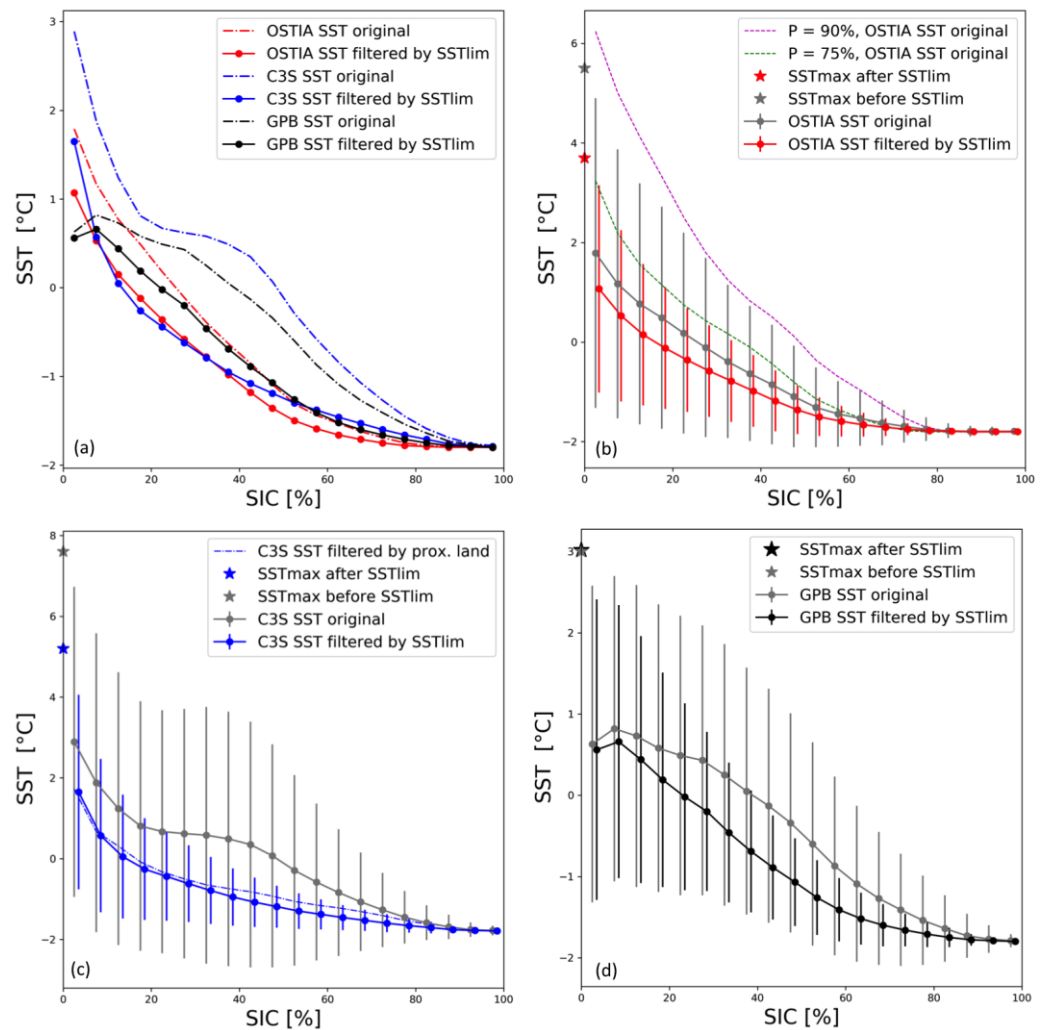 OSTIA SST original
OSTIA SST filtered by SSTlim
C3S SST original
C3S SST filtered by SSTlim
GPB SST original
GPB SST filtered by SSTlim
3
2
1
0
−1
−2
SST [°C]
(a)
0 20 40 60 80 100
SIC [%]
P = 90%, OSTIA SST original
P = 75%, OSTIA SST original
SSTmax after SSTlim
SSTmax before SSTlim
OSTIA SST original
OSTIA SST filtered by SSTlim
6
4
2
0
−2
SST [°C]
(b)
0 20 40 60 80 100
SIC [%]
C3S SST filtered by prox. land
SSTmax after SSTlim
SSTmax before SSTlim
C3S SST original
C3S SST filtered by SSTlim
8
6
4
2
0
−2
SST [°C]
(c)
0 20 40 60 80 100
SIC [%]
SSTmax after SSTlim
SSTmax before SSTlim
GPB SST original
GPB SST filtered by SSTlim
3
2
1
0
−1
−2
SST [°C]
(d)
0 20 40 60 80 100
SIC [%]